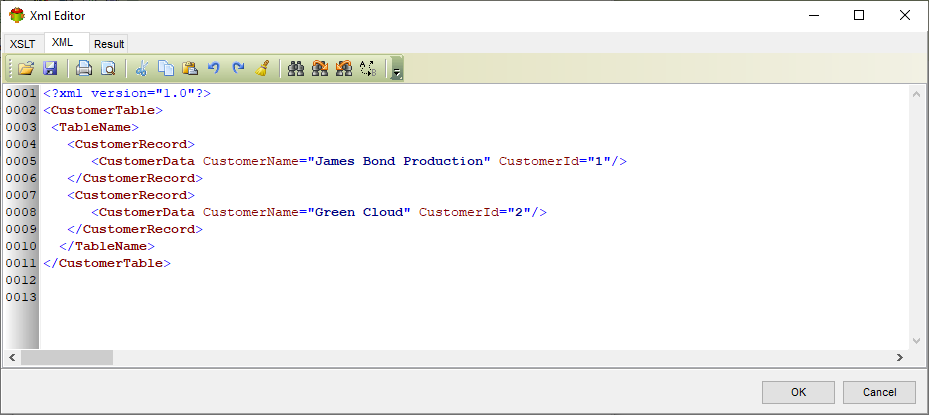 Xml Editor
XSLT XML Result
0001 <?xml version="1.0"?>
0002 <CustomerTable>
0003 <TableName>
0004 <CustomerRecord>
0005 <CustomerData CustomerName="James Bond Production" CustomerId="1"/>
0006 </CustomerRecord>
0007 <CustomerRecord>
0008 <CustomerData CustomerName="Green Cloud" CustomerId="2"/>
0009 </CustomerRecord>
0010 </TableName>
0011 </CustomerTable>
0012
0013
OK Cancel